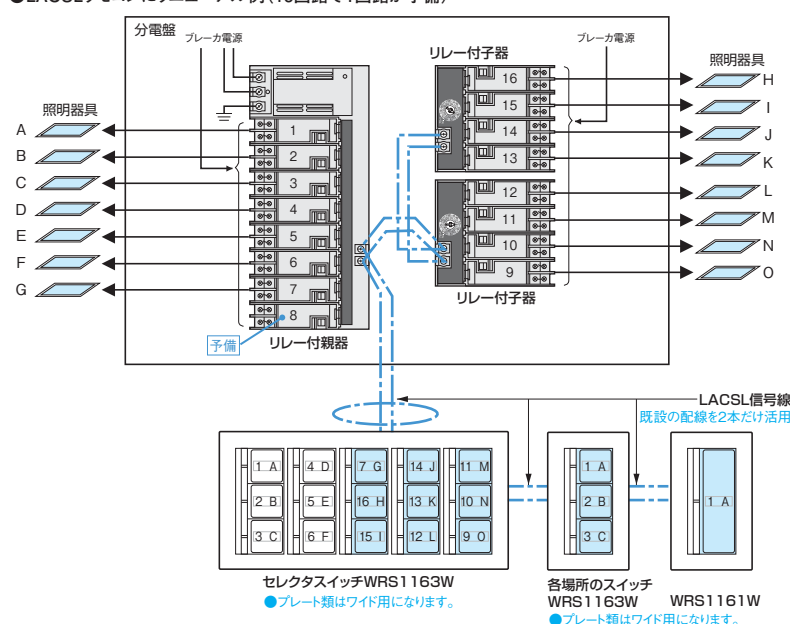 分電盤
ブレーカ電源
リレー付子器
ブレーカ電源
照明器具
照明器具
A
B
C
D
E
F
G
1
2
3
4
5
6
7
8
16
15
14
13
12
11
10
9
H
I
J
K
L
M
N
O
予備
リレー付親器
リレー付子器
LACSL信号線
既設の配線を2本だけ活用
1 A
4 D
7 G
14 J
11 M
2 B
5 E
16 H
13 K
10 N
3 C
6 F
15 I
12 L
9 O
1 A
2 B
3 C
1 A
セレクタスイッチWRS1163W
●プレート類はワイド用になります。
各場所のスイッチ
WRS1163W
WRS1161W
●プレート類はワイド用になります。